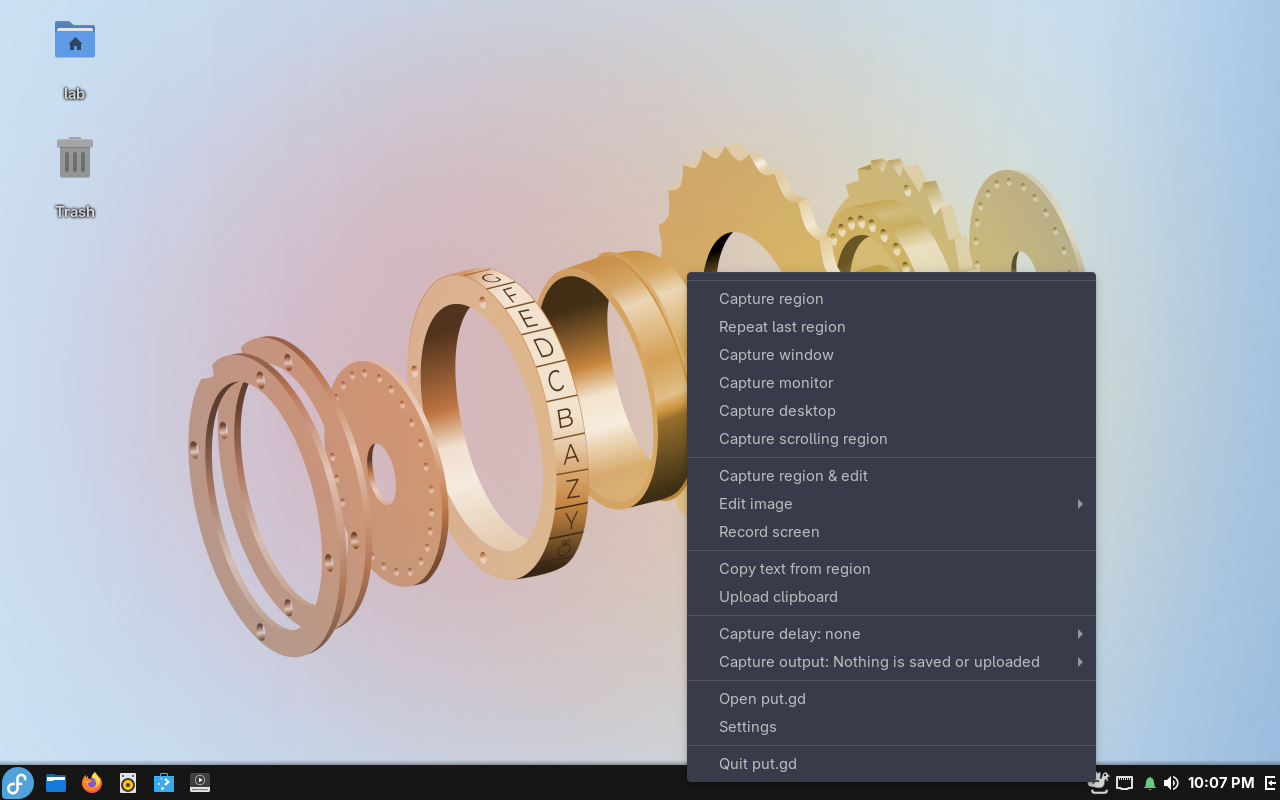 lab
Trash
G
F
E
D
C
B
A
Z
Y
Capture region
Repeat last region
Capture window
Capture monitor
Capture desktop
Capture scrolling region
Capture region & edit
Edit image
Record screen
Copy text from region
Upload clipboard
Capture delay: none
Capture output: Nothing is saved or uploaded
Open put.gd
Settings
Quit put.gd
10:07 PM